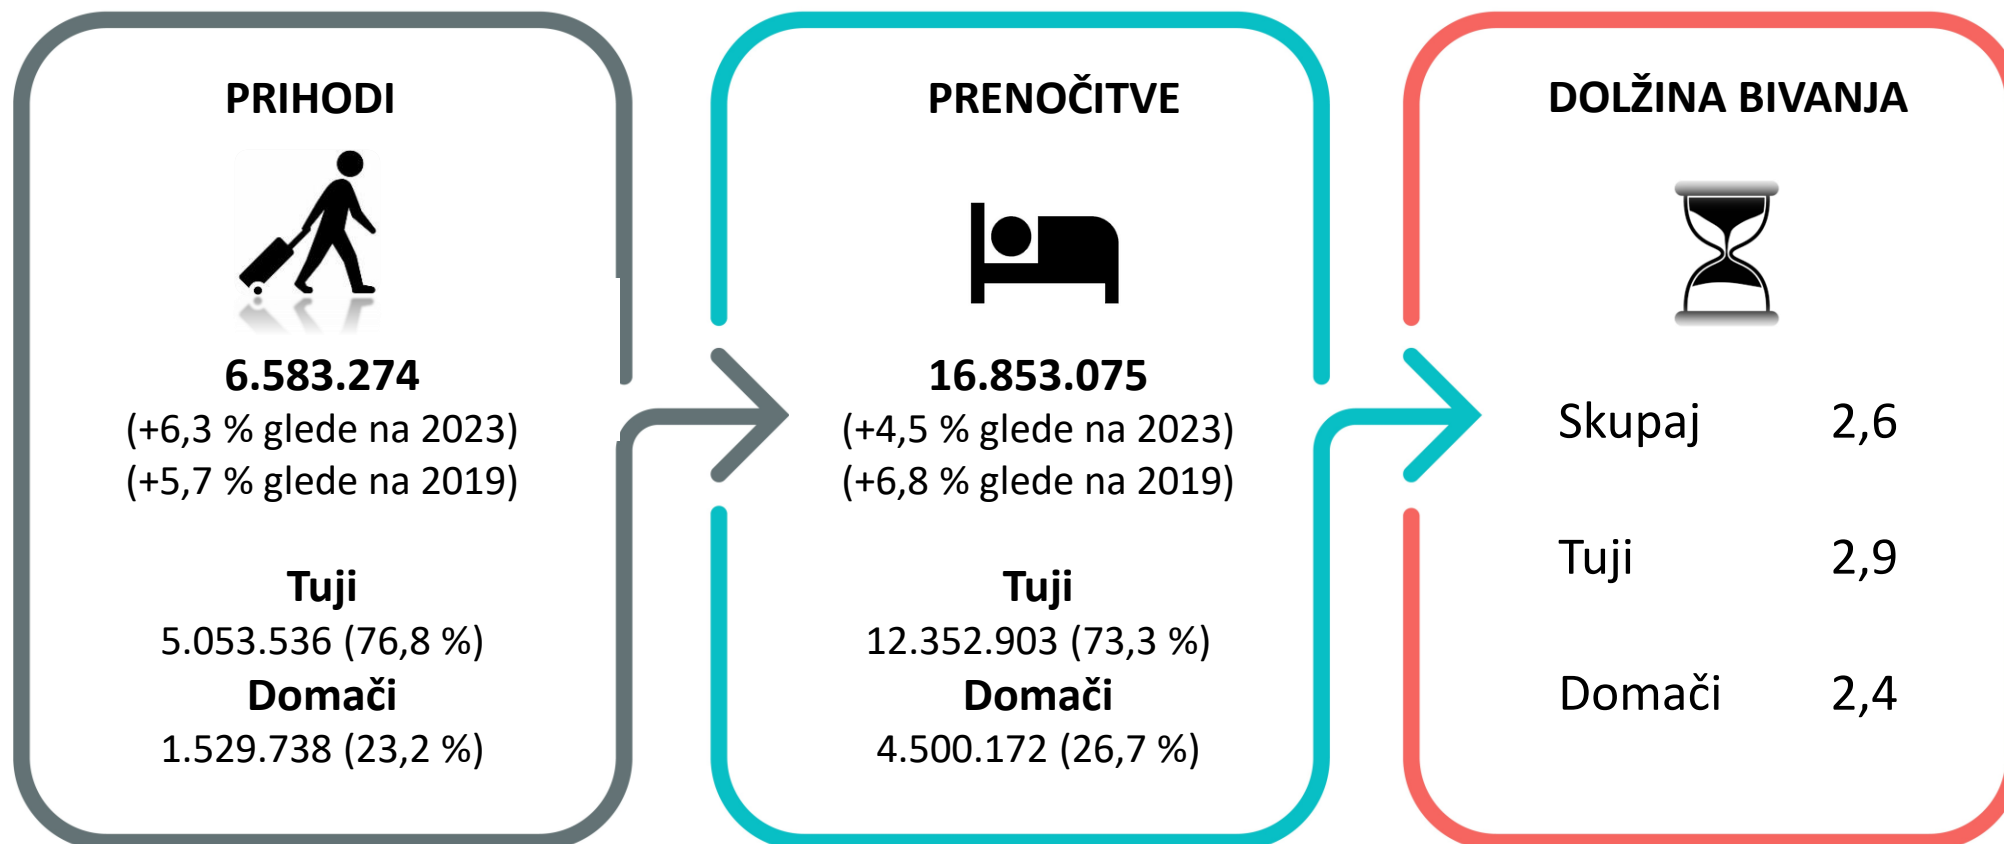 PRIHODI
6.583.274
(+6,3 % glede na 2023)
(+5,7 % glede na 2019)
Tuji
5.053.536 (76,8 %)
Domači
1.529.738 (23,2 %)
PRENOČITVE
16.853.075
(+4,5 % glede na 2023)
(+6,8 % glede na 2019)
Tuji
12.352.903 (73,3 %)
Domači
4.500.172 (26,7 %)
DOLŽINA BIVANJA
Skupaj 2,6
Tuji 2,9
Domači 2,4